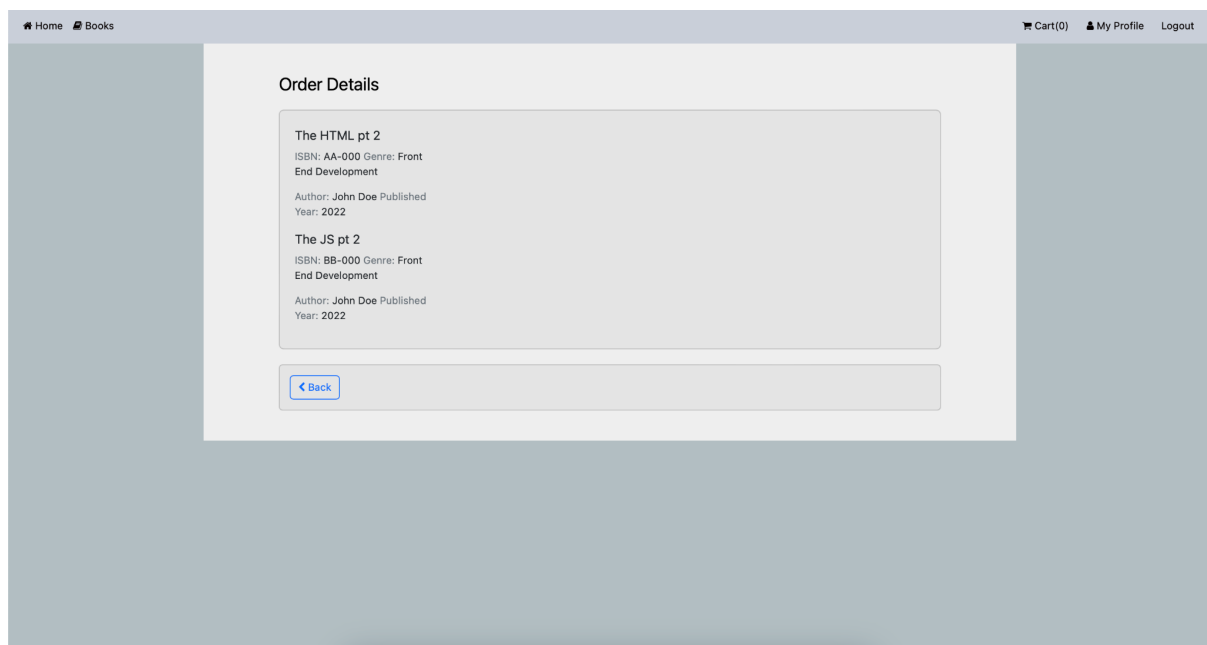 Home Books Cart(0) My Profile Logout
Order Details
The HTML pt 2
ISBN: AA-000 Genre: Front
End Development
Author: John Doe Published
Year: 2022
The JS pt 2
ISBN: BB-000 Genre: Front
End Development
Author: John Doe Published
Year: 2022
Back